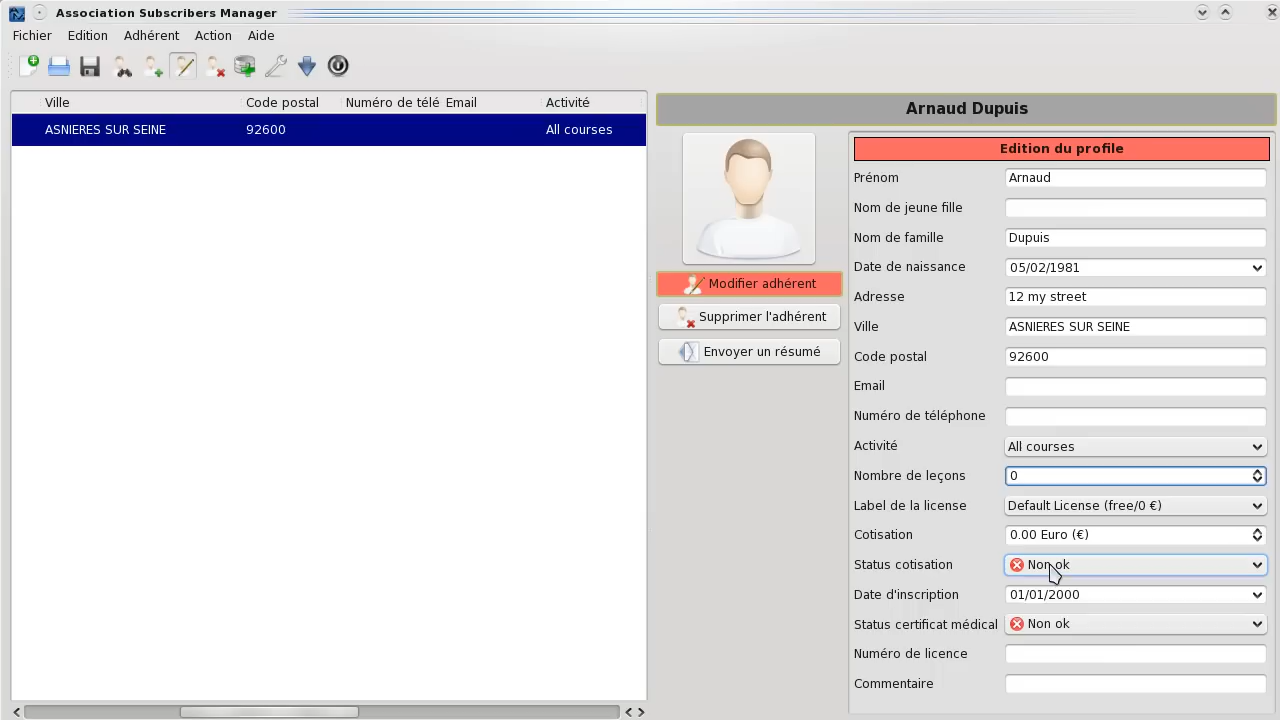 Association Subscribers Manager
Fichier Edition Adhérent Action Aide
Ville Code postal Numéro de télé Email Activité
ASNIERES SUR SEINE 92600 All courses
Arnaud Dupuis
Modifier adhérent
Supprimer l'adhérent
Envoyer un résumé
Edition du profile
Prénom Arnaud
Nom de jeune fille
Nom de famille Dupuis
Date de naissance 05/02/1981
Adresse 12 my street
Ville ASNIERES SUR SEINE
Code postal 92600
Email
Numéro de téléphone
Activité All courses
Nombre de leçons 0
Label de la license Default License (free/0 €)
Cotisation 0.00 Euro (€)
Status cotisation Non ok
Date d'inscription 01/01/2000
Status certificat médical Non ok
Numéro de licence
Commentaire